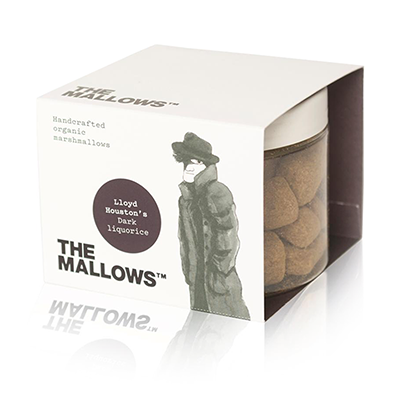 THE
MALLOWS™
Handcrafted
organic
marshmallows
Lloyd
Houston's
Dark
liquorice
THE
MALLOWS™